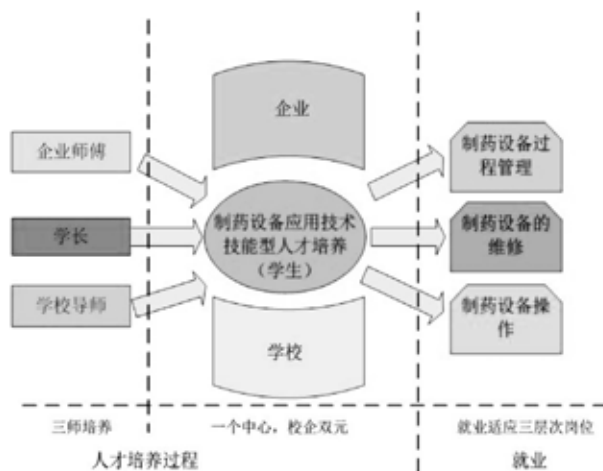 企业
企业师傅
学长
学校导师
制药设备应用技术
技能型人才培养
（学生）
学校
制药设备过
程管理
制药设备的
维修
制药设备操
作
三师培养
一个中心，校企双元
就业适应三层次岗位
人才培养过程
就业